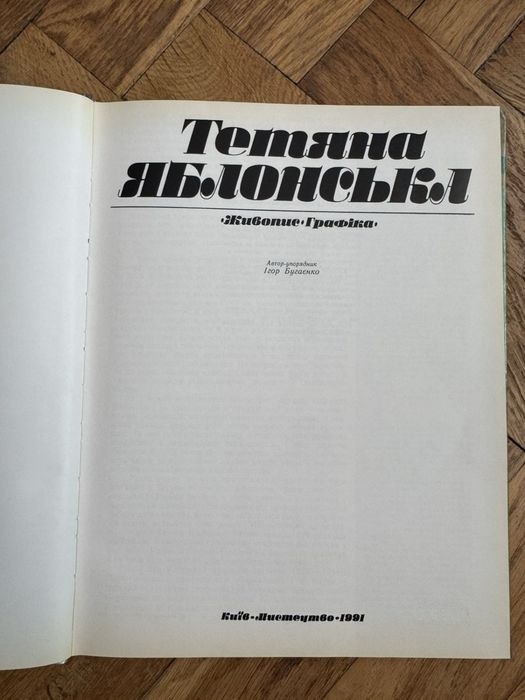 Тетяна
ЯБЛОНСЬКА
•Живопис•Графіка•
Автор-упорядник
Ігор Бугаєнко
Київ•Мистецтво•1991